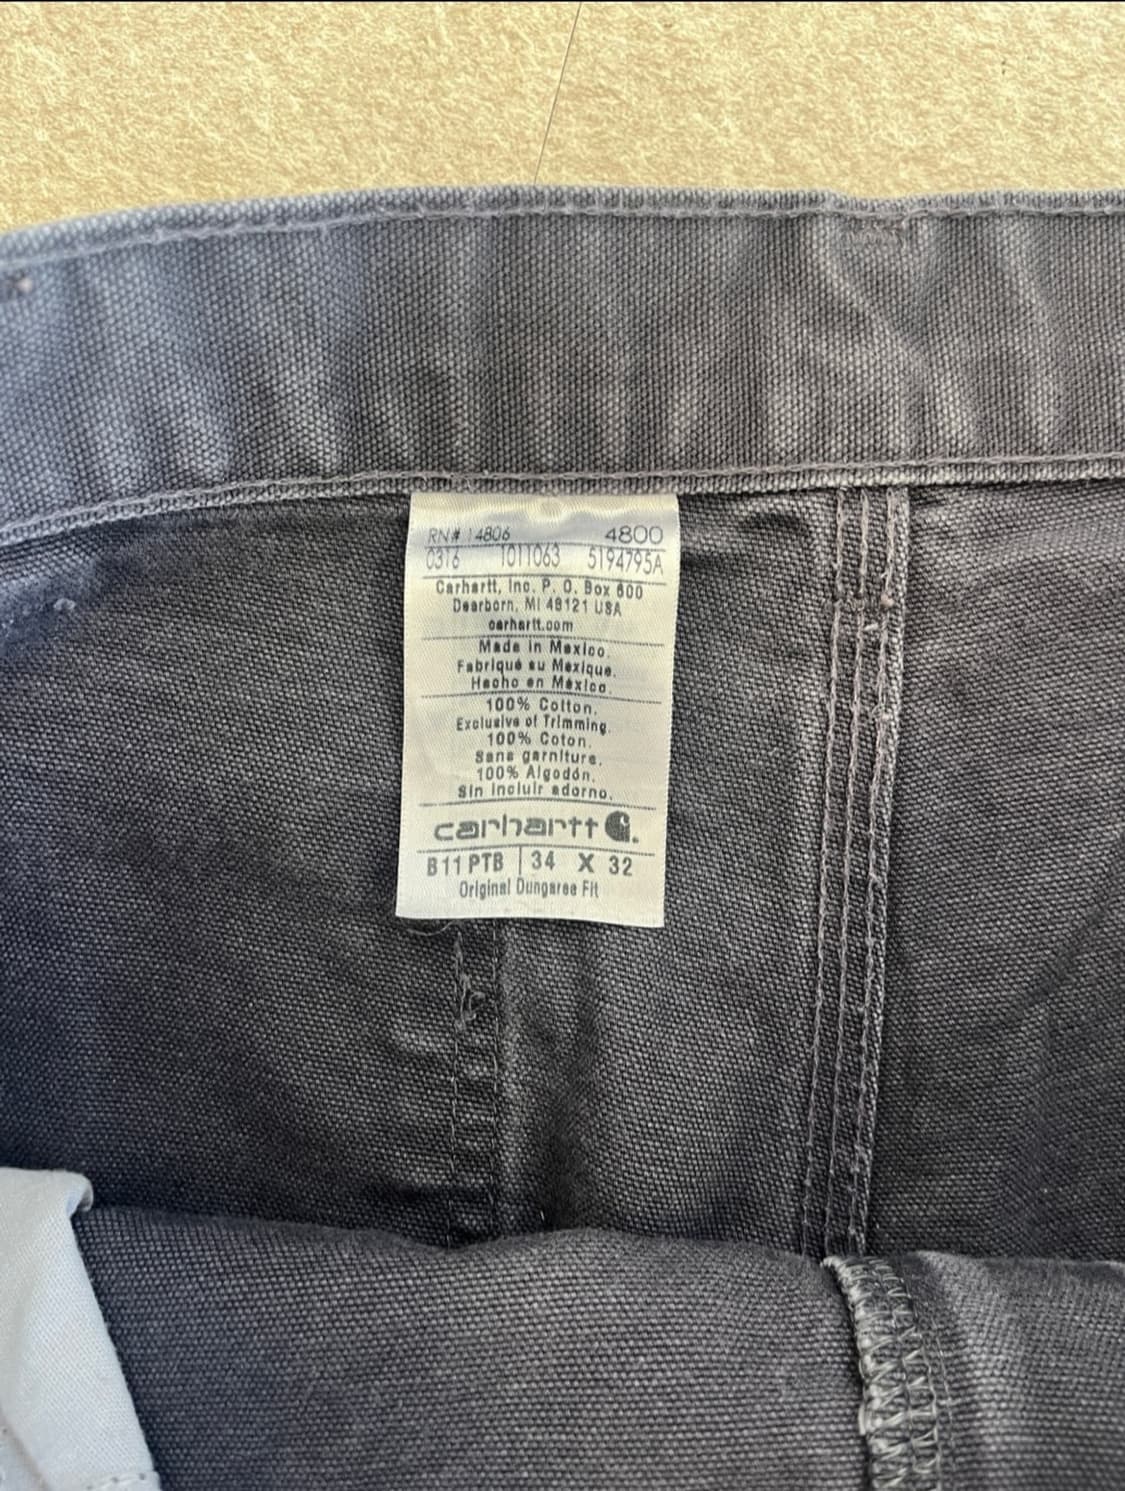 RN# 14806 4800
0316 1011063 5194795A
Carhartt, Inc. P. O. Box 600
Dearborn, MI 48121 USA
carhartt.com
Made in Mexico.
Fabriqué au Mexique.
Hecho en México.
100% Cotton.
Exclusive of Trimming.
100% Coton.
Sans garniture.
100% Algodón.
Sin incluir adorno.
carhartt
B11 PTB 34 X 32
Original Dungaree Fit